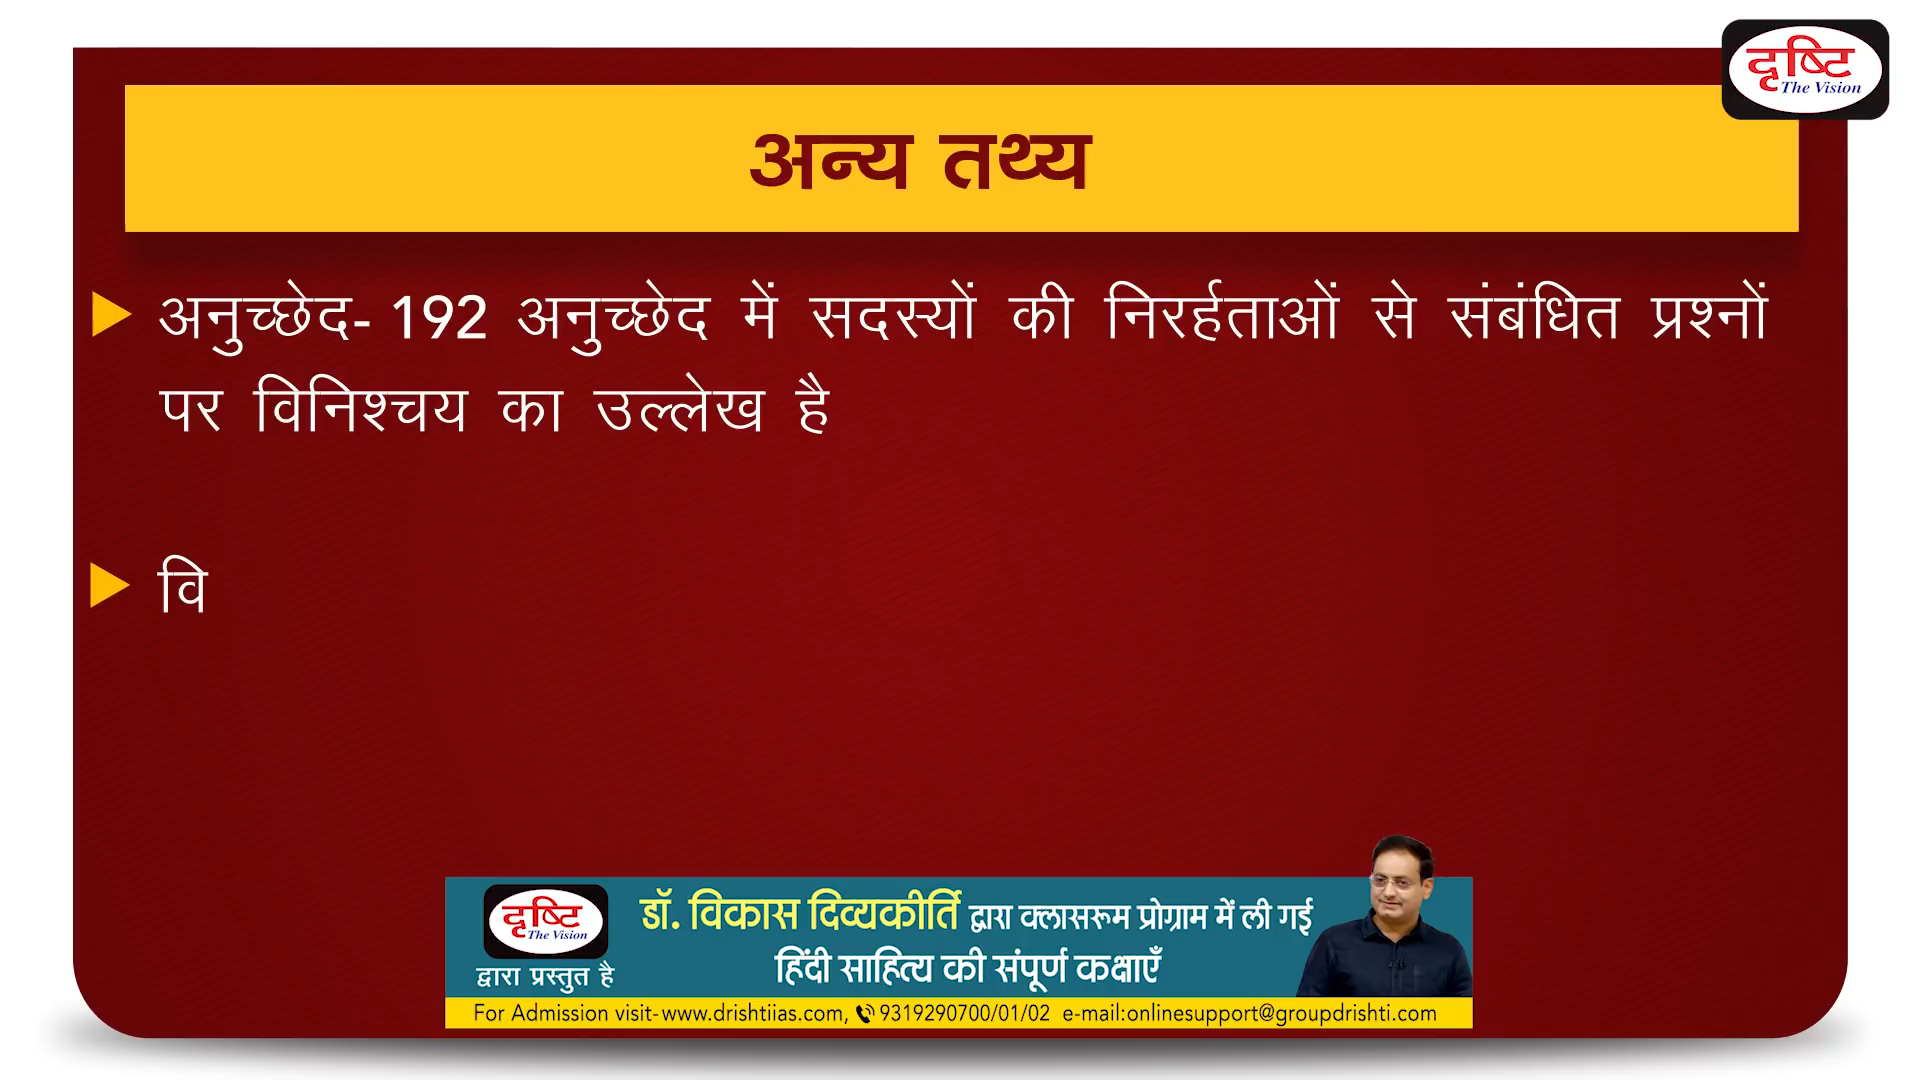 दृष्टि
The Vision
अन्य तथ्य
अनुच्छेद- 192 अनुच्छेद में सदस्यों की निरर्हताओं से संबंधित प्रश्नों
पर विनिश्चय का उल्लेख है
वि
दृष्टि
The Vision
द्वारा प्रस्तुत है
डॉ. विकास दिव्यकीर्ति द्वारा क्लासरूम प्रोग्राम में ली गई
हिंदी साहित्य की संपूर्ण कक्षाएँ
For Admission visit-www.drishtiias.com, 9319290700/01/02 e-mail:onlinesupport@groupdrishti.com